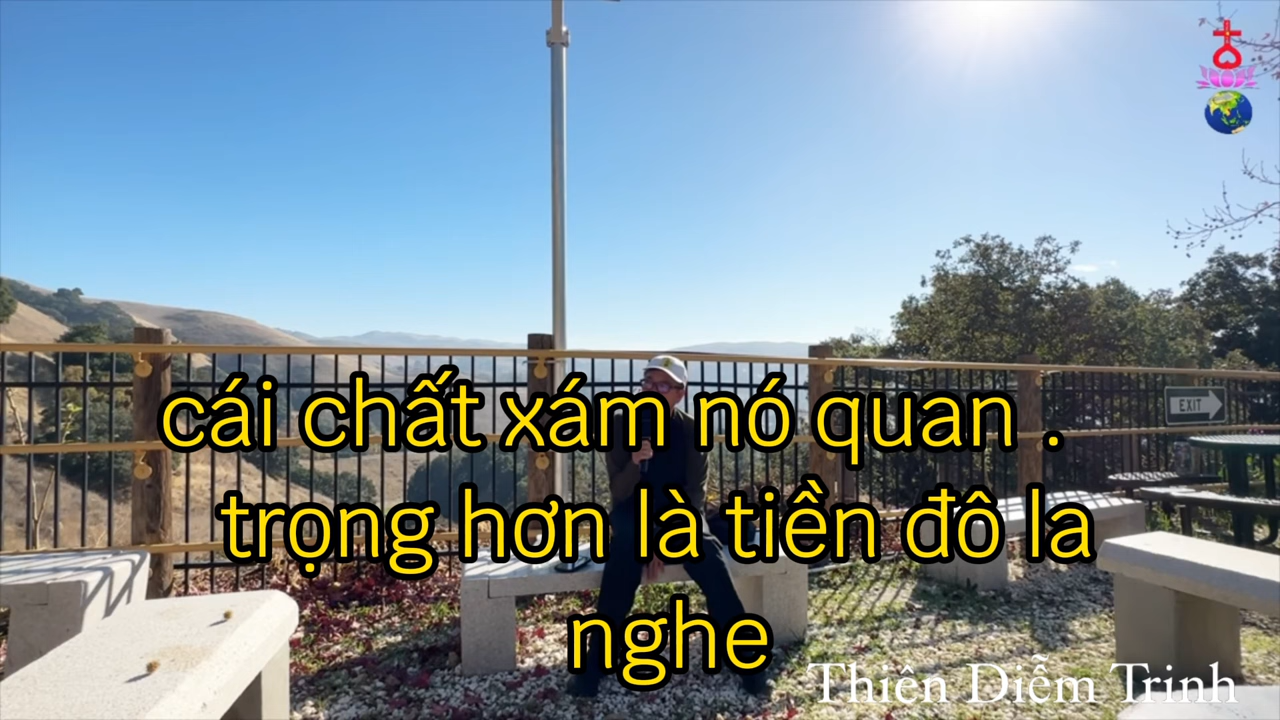 EXIT
cái chất xám nó quan .
trọng hơn là tiền đô la
nghe
Thiên Diễm Trinh